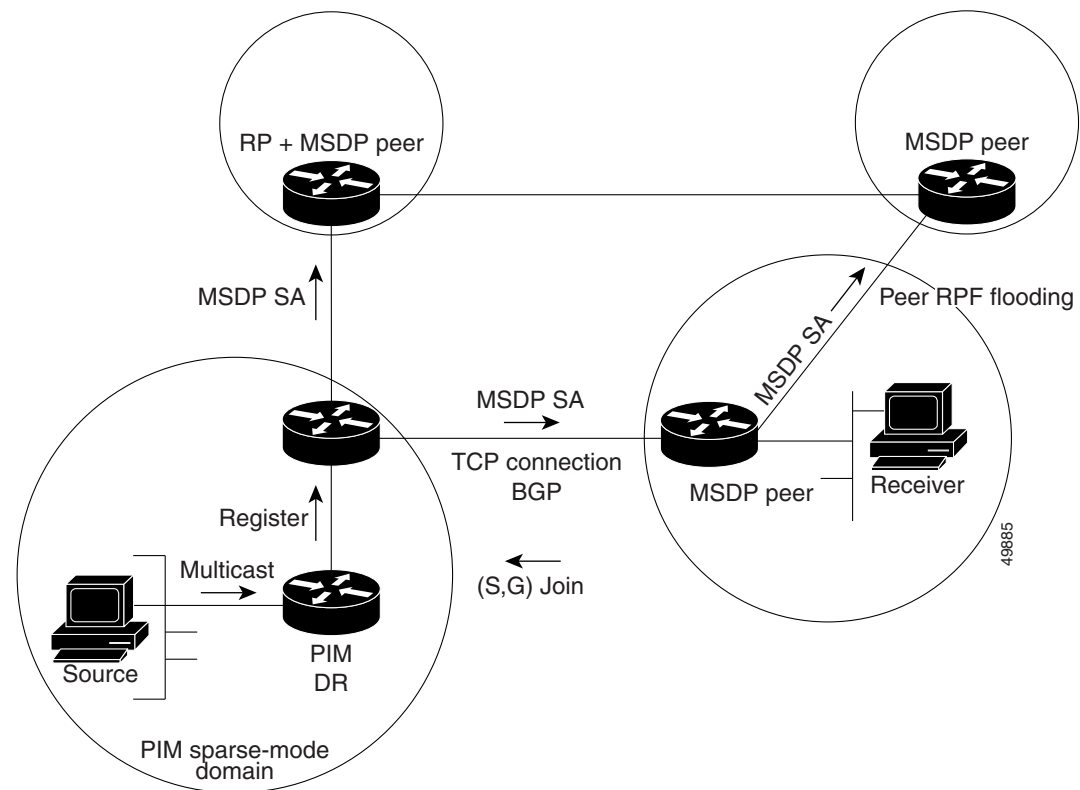 RP + MSDP peer
MSDP peer
MSDP SA
Peer RPF flooding
MSDP SA
MSDP SA
TCP connection
BGP
MSDP peer
Receiver
Register
Multicast
(S,G) Join
49885
Source
PIM
DR
PIM sparse-mode
domain